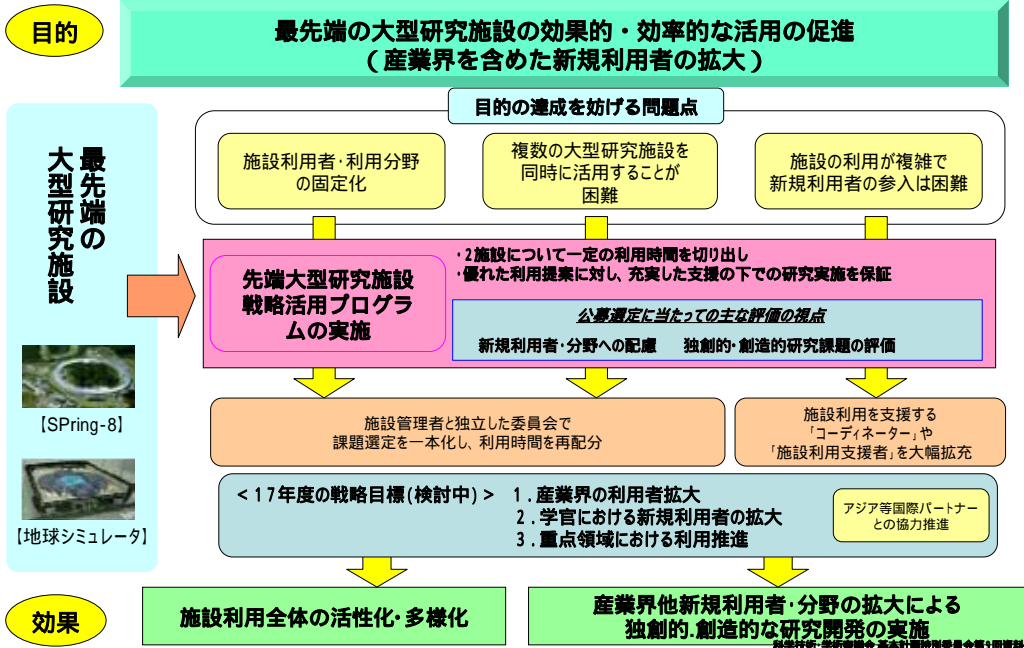 目的
最先端の大型研究施設の効果的・効率的な活用の促進
(産業界を含めた新規利用者の拡大)
目的の達成を妨げる問題点
施設利用者・利用分野
の固定化
複数の大型研究施設を
同時に活用することが
困難
施設の利用が複雑で
新規利用者の参入は困難
最先端の
大型研究施設
【SPring-8】
【地球シミュレータ】
先端大型研究施設
戦略活用プログラ
ムの実施
・2施設について一定の利用時間を切り出し
・優れた利用提案に対し、充実した支援の下での研究実施を保証
公募選定に当たっての主な評価の視点
新規利用者・分野への配慮 独創的・創造的研究課題の評価
施設管理者と独立した委員会で
課題選定を一本化し、利用時間を再配分
施設利用を支援する
「コーディネーター」や
「施設利用支援者」を大幅拡充
<17年度の戦略目標(検討中)> 1.産業界の利用者拡大
2.学官における新規利用者の拡大
3.重点領域における利用推進
アジア等国際パートナー
との協力推進
効果
施設利用全体の活性化・多様化
産業界他新規利用者・分野の拡大による
独創的.創造的な研究開発の実施
科学技術・学術審議会 基本計画特別委員会